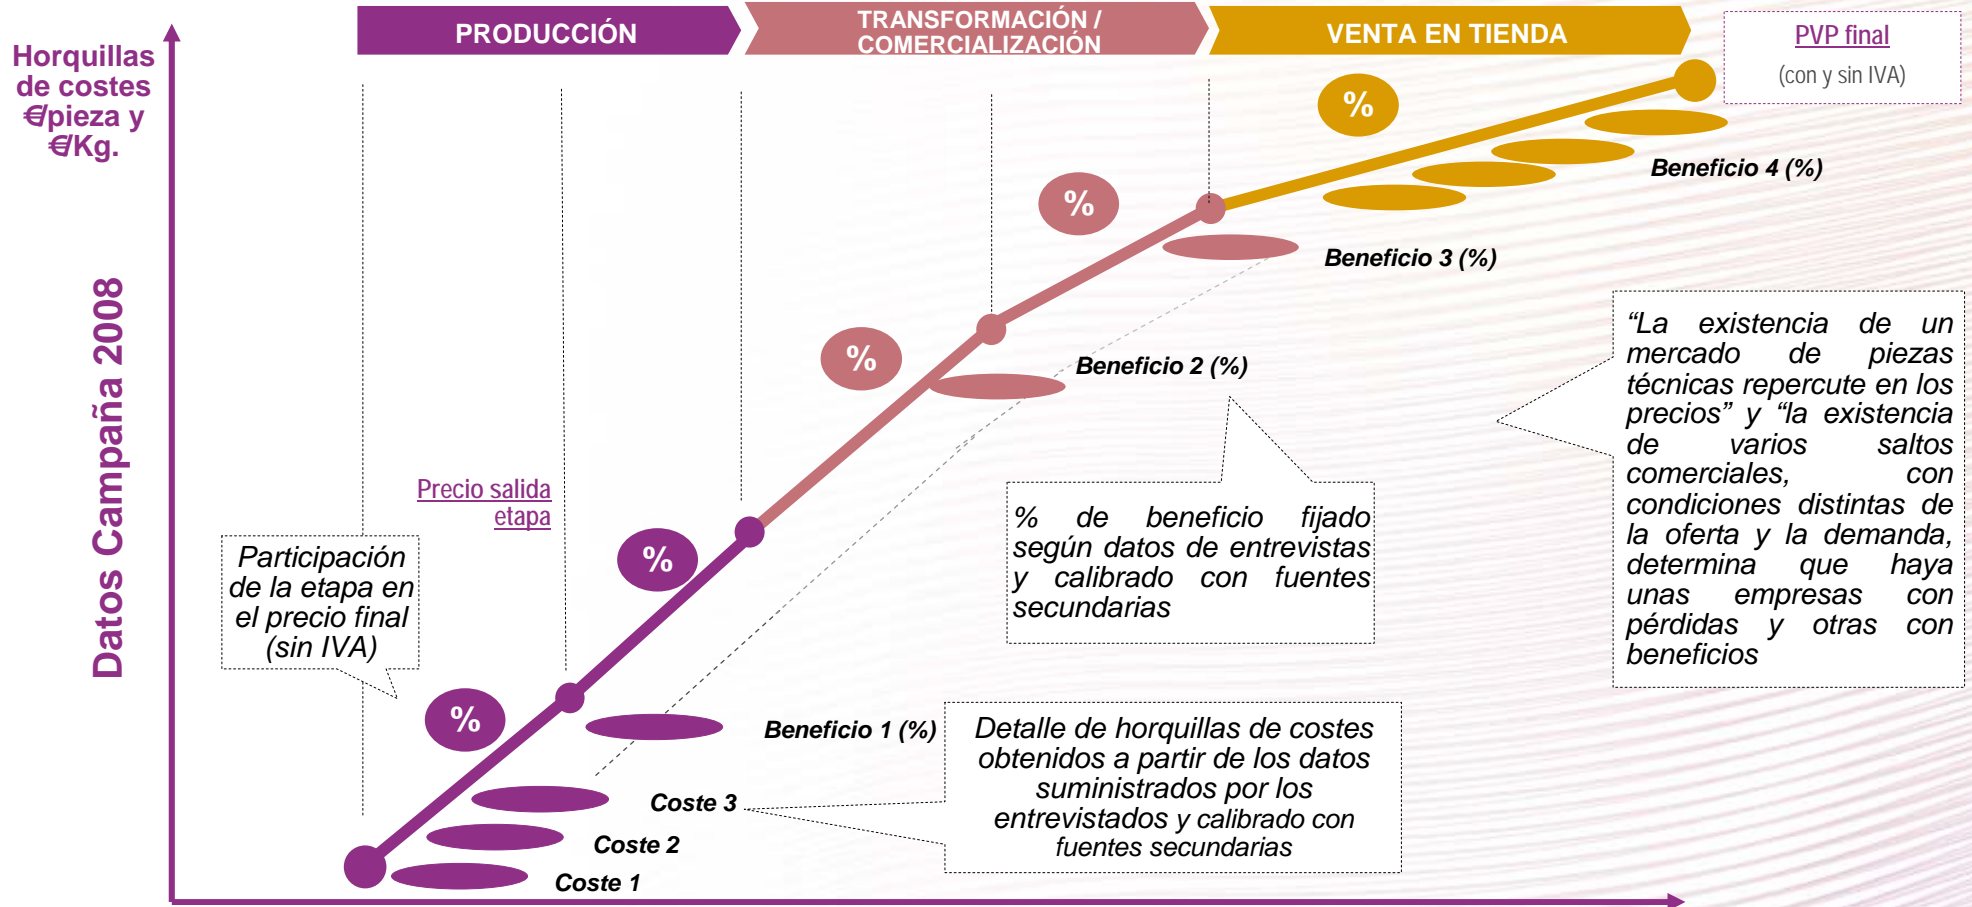 PRODUCCIÓN
TRANSFORMACIÓN /
COMERCIALIZACIÓN
VENTA EN TIENDA
PVP final
(con y sin IVA)
Horquillas
de costes
€/pieza y
€/Kg.
Datos Campaña 2008
%
%
%
%
%
Beneficio 4 (%)
Beneficio 3 (%)
Beneficio 2 (%)
Beneficio 1 (%)
Precio salida
etapa
Participación
de la etapa en
el precio final
(sin IVA)
% de beneficio fijado
según datos de entrevistas
y calibrado con fuentes
secundarias
“La existencia de un
mercado de piezas
técnicas repercute en los
precios” y “la existencia
de varios saltos
comerciales, con
condiciones distintas de
la oferta y la demanda,
determina que haya
unas empresas con
pérdidas y otras con
beneficios
Detalle de horquillas de costes
obtenidos a partir de los datos
suministrados por los
entrevistados y calibrado con
fuentes secundarias
Coste 3
Coste 2
Coste 1